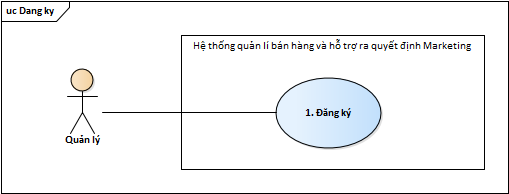 uc Dang ky
Hệ thống quản lí bán hàng và hỗ trợ ra quyết định Marketing
1. Đăng ký
Quản lý